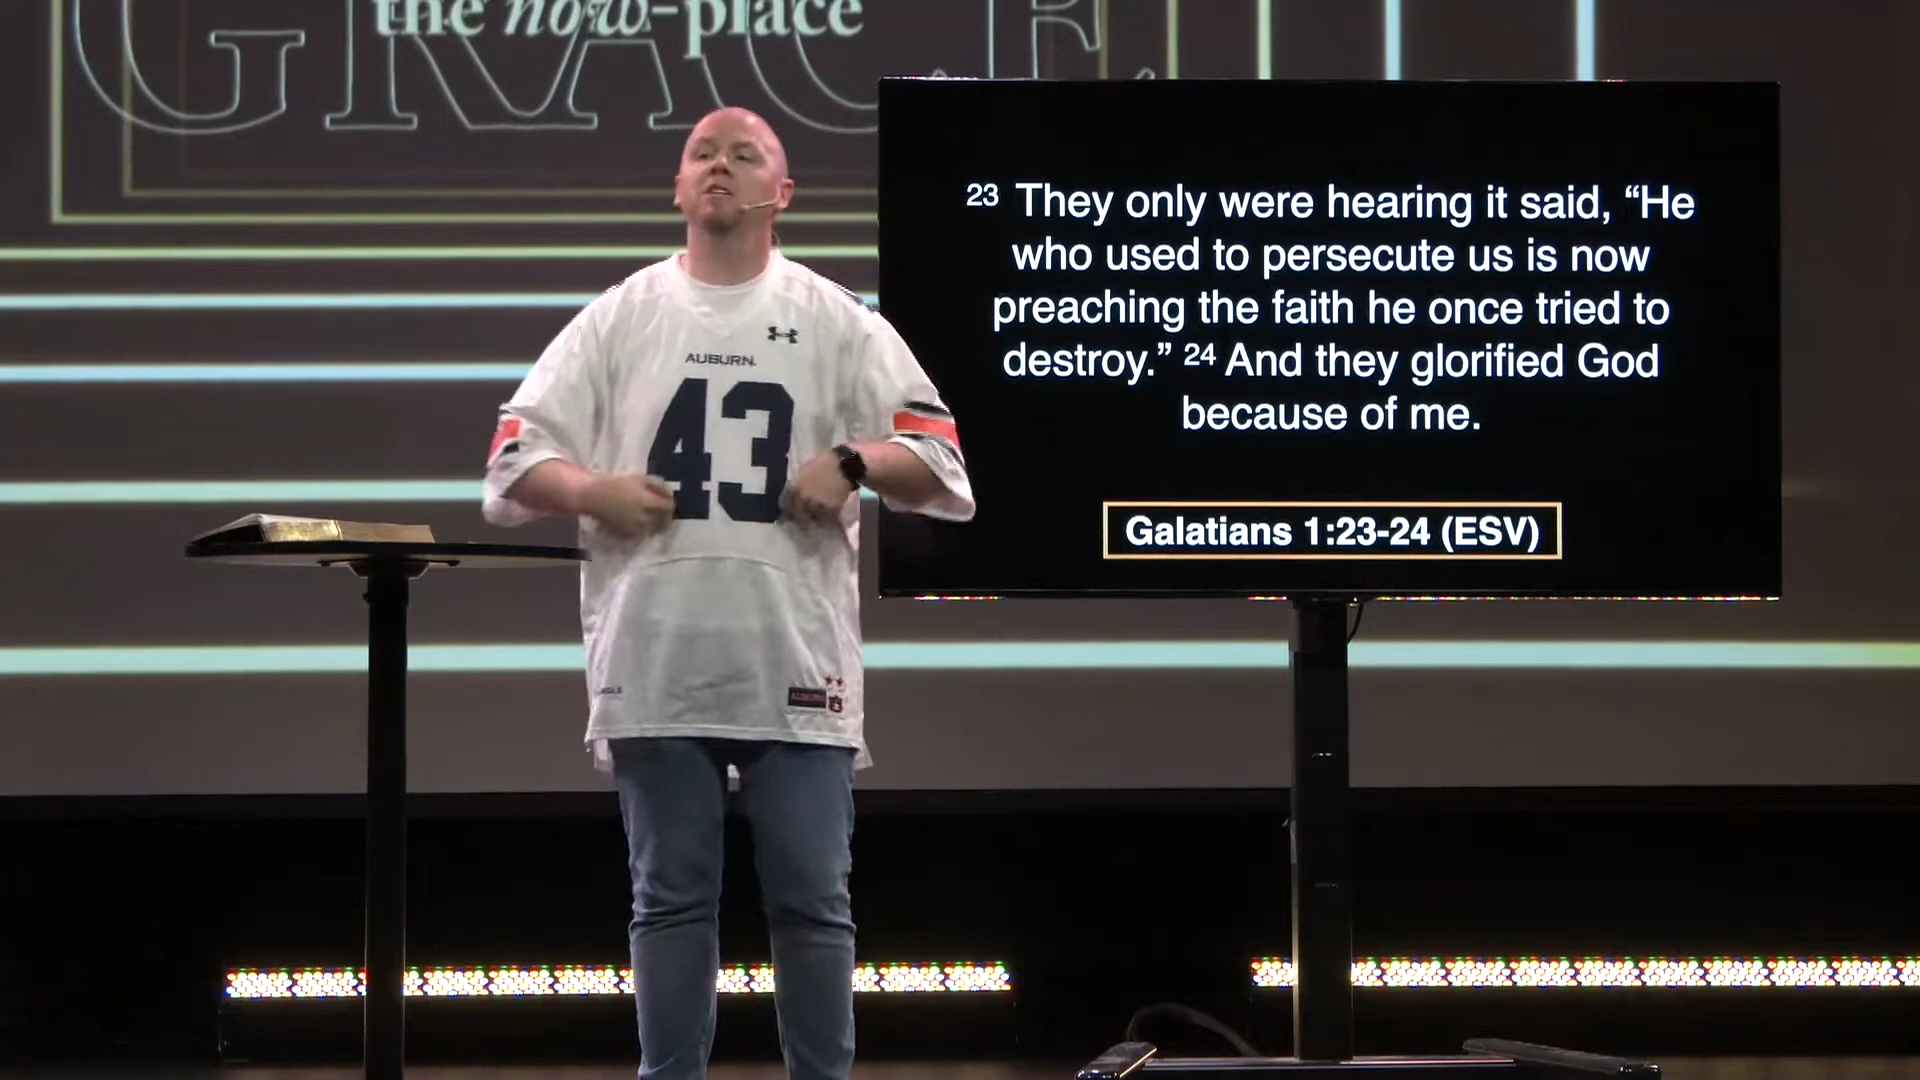 the now-place
GRACE
23 They only were hearing it said, “He
who used to persecute us is now
preaching the faith he once tried to
destroy.” 24 And they glorified God
because of me.
Galatians 1:23-24 (ESV)
AUBURN
43